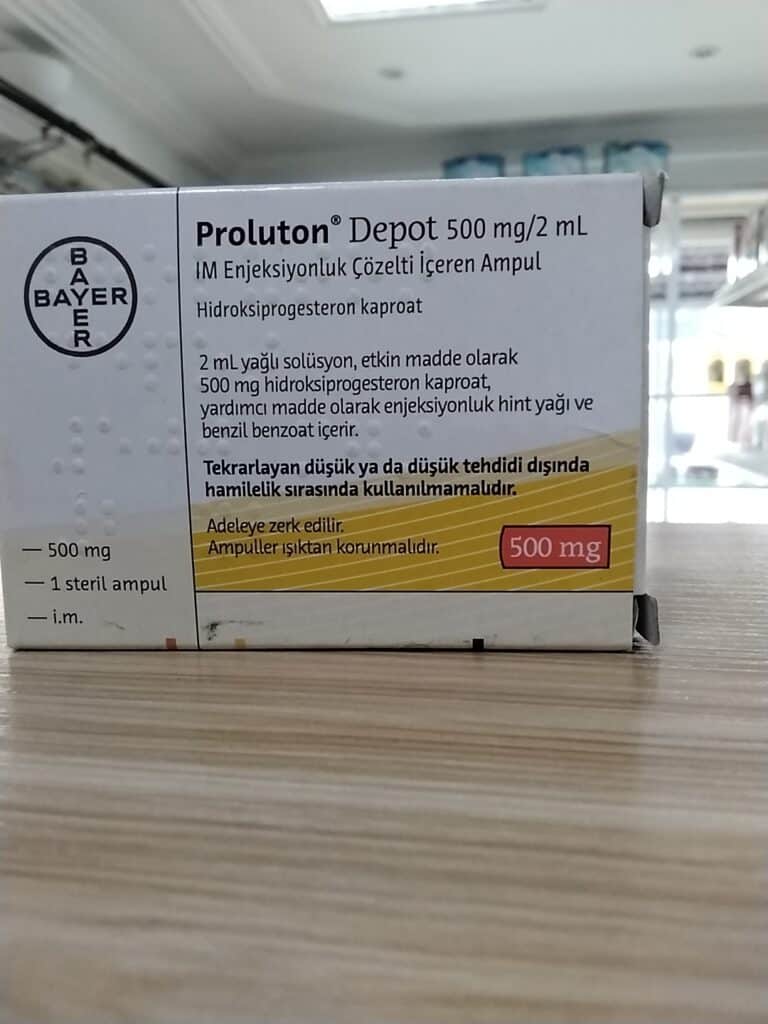 BAYER
BAYER
Proluton® Depot 500 mg/2 mL
IM Enjeksiyonluk Çözelti İçeren Ampul
Hidroksiprogesteron kaproat
2 mL yağlı solüsyon, etkin madde olarak
500 mg hidroksiprogesteron kaproat,
yardımcı madde olarak enjeksiyonluk hint yağı ve
benzil benzoat içerir.
Tekrarlayan düşük ya da düşük tehdidi dışında
hamilelik sırasında kullanılmamalıdır.
Adeleye zerk edilir.
Ampuller ışıktan korunmalıdır.
500 mg
— 500 mg
— 1 steril ampul
— i.m.